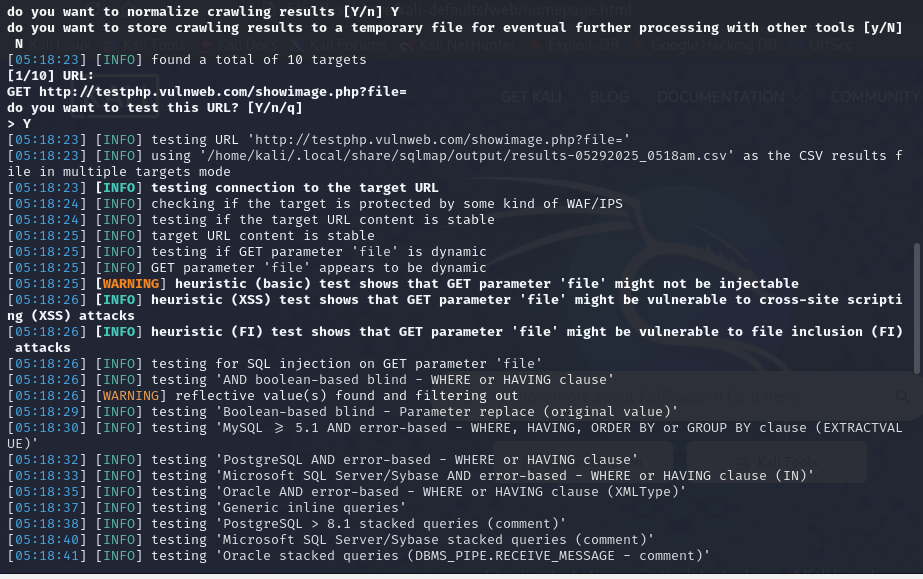 do you want to normalize crawling results [Y/n] Y
do you want to store crawling results to a temporary file for eventual further processing with other tools [y/N]
 N
[05:18:23] [INFO] found a total of 10 targets
[1/10] URL:
GET http://testphp.vulnweb.com/showimage.php?file=
do you want to test this URL? [Y/n/q]
> Y
[05:18:23] [INFO] testing URL 'http://testphp.vulnweb.com/showimage.php?file='
[05:18:23] [INFO] using '/home/kali/.local/share/sqlmap/output/results-05292025_0518am.csv' as the CSV results f
ile in multiple targets mode
[05:18:23] [INFO] testing connection to the target URL
[05:18:24] [INFO] checking if the target is protected by some kind of WAF/IPS
[05:18:24] [INFO] testing if the target URL content is stable
[05:18:25] [INFO] target URL content is stable
[05:18:25] [INFO] testing if GET parameter 'file' is dynamic
[05:18:25] [INFO] GET parameter 'file' appears to be dynamic
[05:18:25] [WARNING] heuristic (basic) test shows that GET parameter 'file' might not be injectable
[05:18:26] [INFO] heuristic (XSS) test shows that GET parameter 'file' might be vulnerable to cross-site scripti
ng (XSS) attacks
[05:18:26] [INFO] heuristic (FI) test shows that GET parameter 'file' might be vulnerable to file inclusion (FI)
 attacks
[05:18:26] [INFO] testing for SQL injection on GET parameter 'file'
[05:18:26] [INFO] testing 'AND boolean-based blind - WHERE or HAVING clause'
[05:18:26] [WARNING] reflective value(s) found and filtering out
[05:18:29] [INFO] testing 'Boolean-based blind - Parameter replace (original value)'
[05:18:30] [INFO] testing 'MySQL ≥ 5.1 AND error-based - WHERE, HAVING, ORDER BY or GROUP BY clause (EXTRACTVAL
UE)'
[05:18:32] [INFO] testing 'PostgreSQL AND error-based - WHERE or HAVING clause'
[05:18:33] [INFO] testing 'Microsoft SQL Server/Sybase AND error-based - WHERE or HAVING clause (IN)'
[05:18:35] [INFO] testing 'Oracle AND error-based - WHERE or HAVING clause (XMLType)'
[05:18:37] [INFO] testing 'Generic inline queries'
[05:18:38] [INFO] testing 'PostgreSQL > 8.1 stacked queries (comment)'
[05:18:40] [INFO] testing 'Microsoft SQL Server/Sybase stacked queries (comment)'
[05:18:41] [INFO] testing 'Oracle stacked queries (DBMS_PIPE.RECEIVE_MESSAGE - comment)'
GET KALI BLOG DOCUMENTATION COMMUNITY
Kali Tools